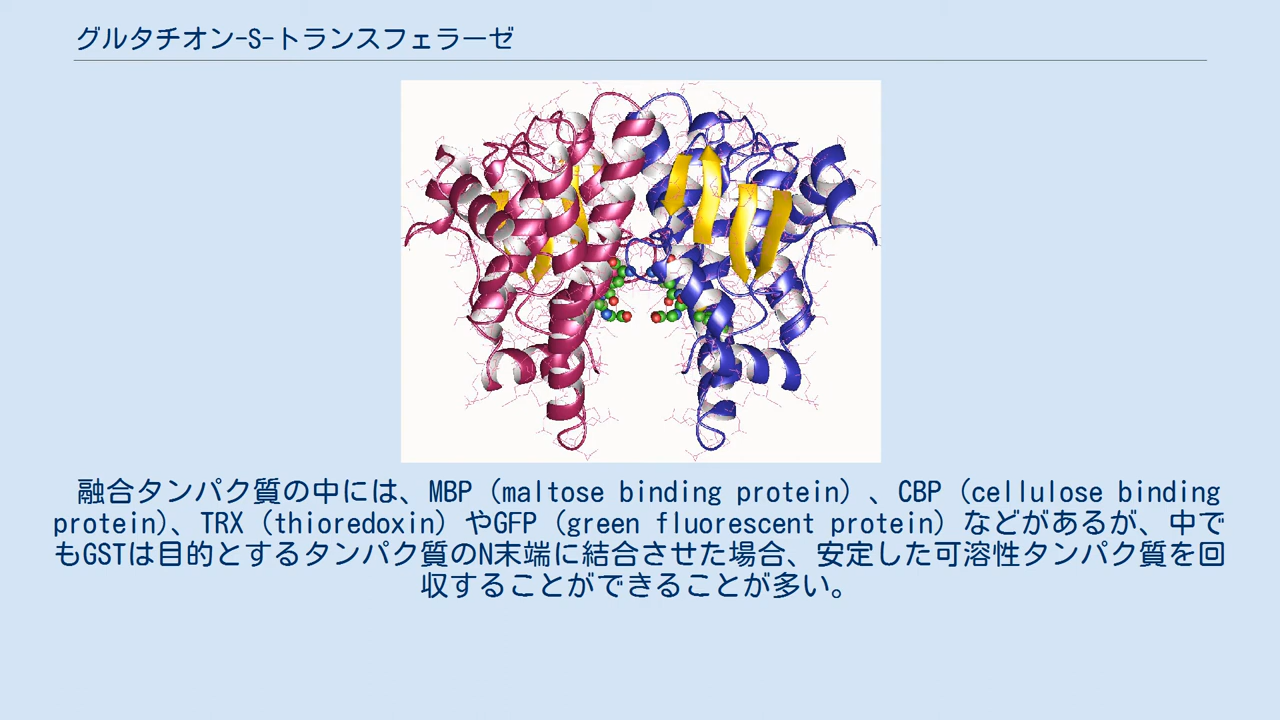 グルタチオン-S-トランスフェラーゼ
融合タンパク質の中には、MBP（maltose binding protein）、CBP（cellulose binding
protein)、TRX（thioredoxin）やGFP（green fluorescent protein）などがあるが、中で
もGSTは目的とするタンパク質のN末端に結合させた場合、安定した可溶性タンパク質を回
収することができることが多い。